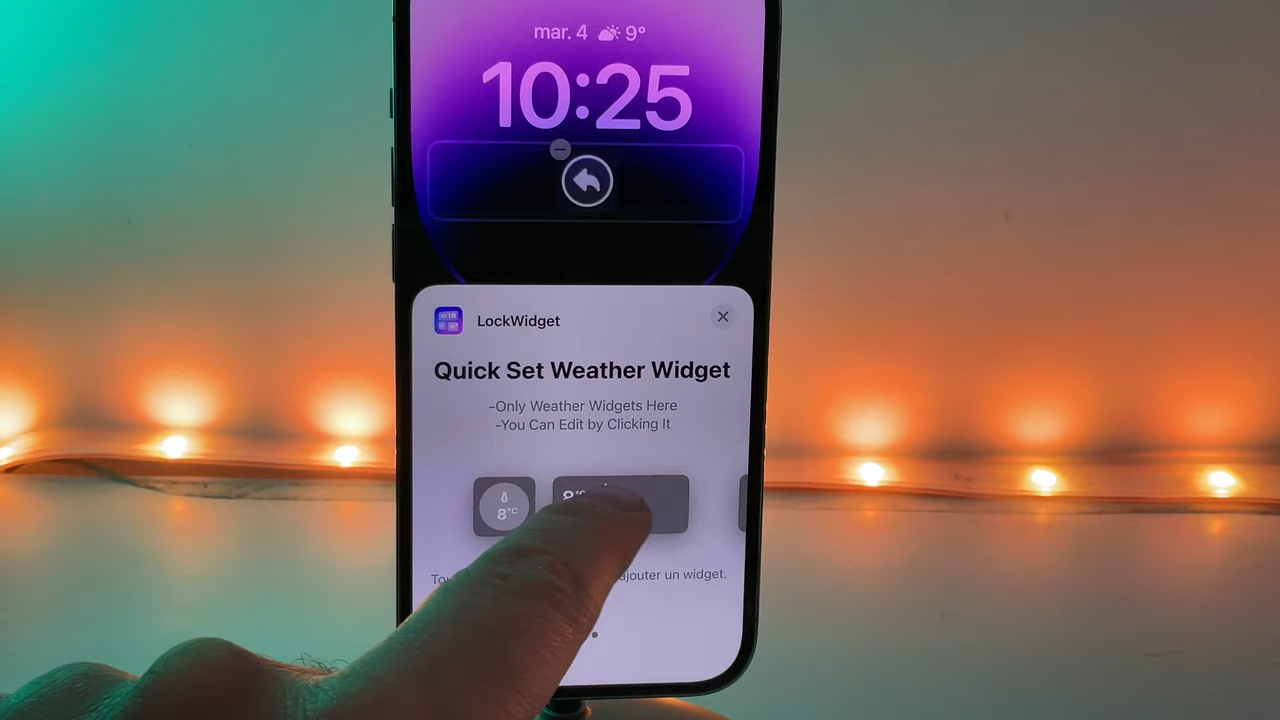 mar. 4 9°
10:25
LockWidget
Quick Set Weather Widget
-Only Weather Widgets Here
-You Can Edit by Clicking It
8°C
ajouter un widget.